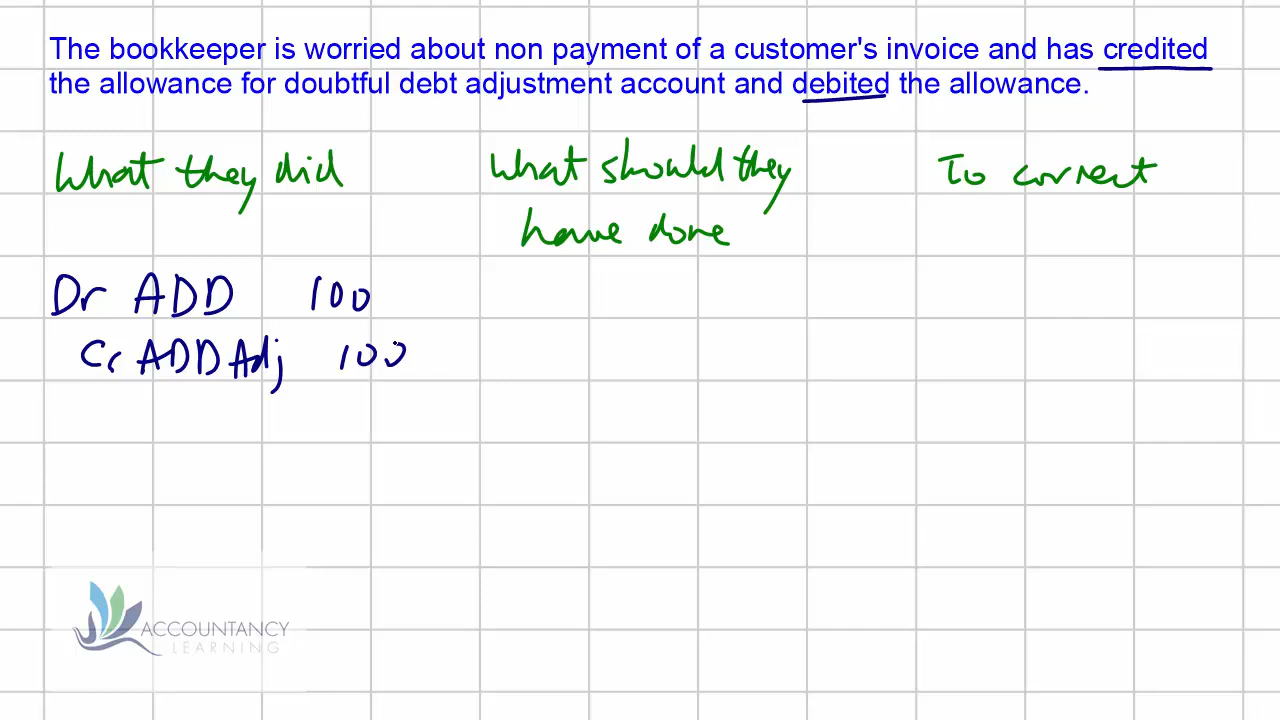 The bookkeeper is worried about non payment of a customer's invoice and has credited
the allowance for doubtful debt adjustment account and debited the allowance.
What they did
What should they
have done
To correct
Dr ADD 100
Cr ADD Adj 100
ACCOUNTANCY
LEARNING